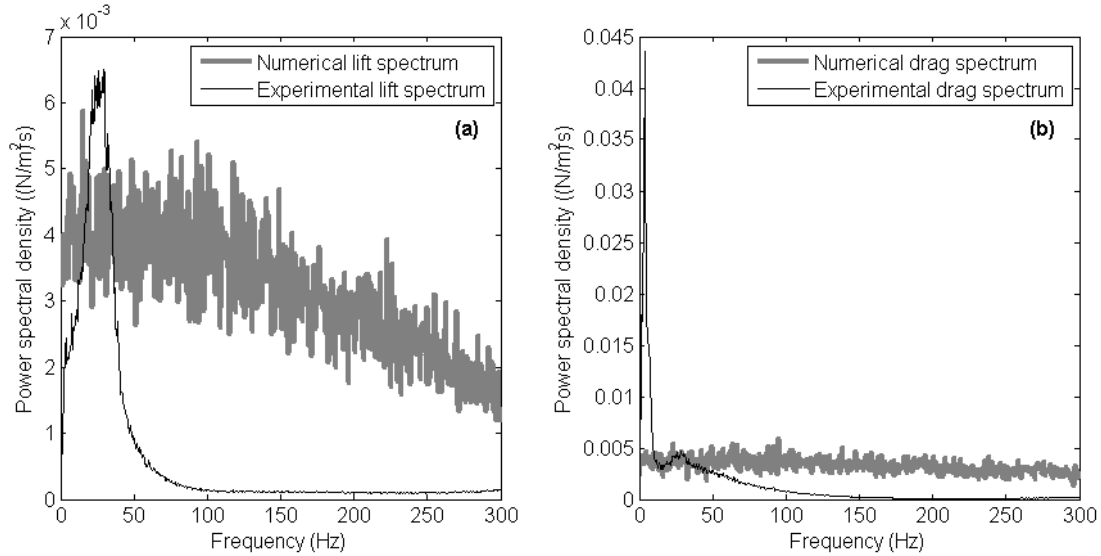 x 10⁻³
7
6
5
4
3
2
1
0
Power spectral density ((N/m²)²s)
0 50 100 150 200 250 300
Frequency (Hz)
Numerical lift spectrum
Experimental lift spectrum
(a)
0.045
0.04
0.035
0.03
0.025
0.02
0.015
0.01
0.005
0
Power spectral density ((N/m²)²s)
0 50 100 150 200 250 300
Frequency (Hz)
Numerical drag spectrum
Experimental drag spectrum
(b)